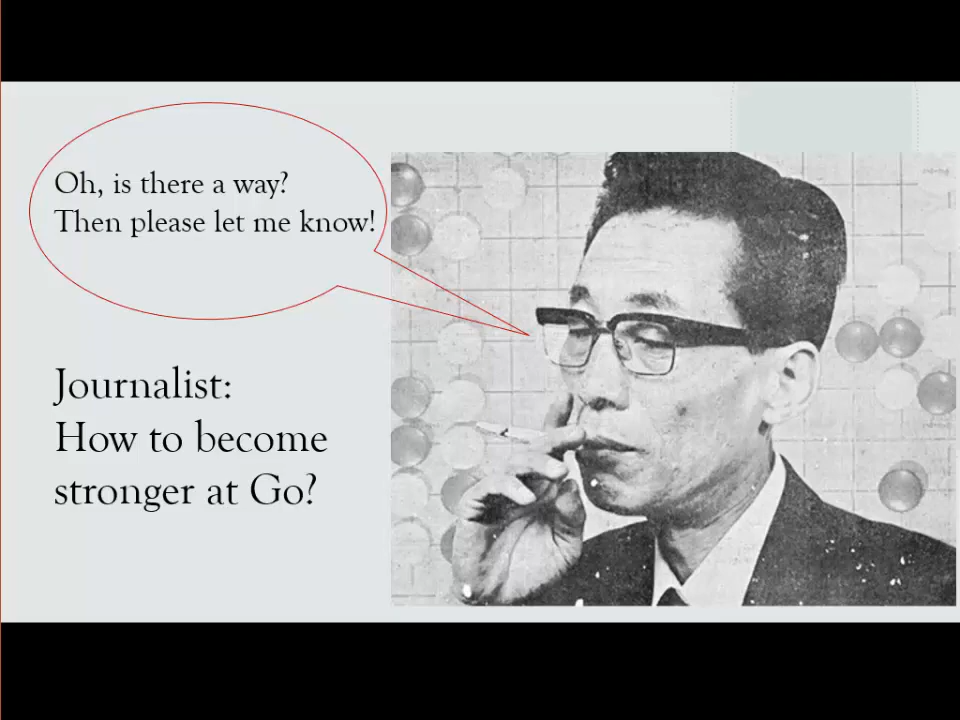 Oh, is there a way?
Then please let me know!
Journalist:
How to become
stronger at Go?